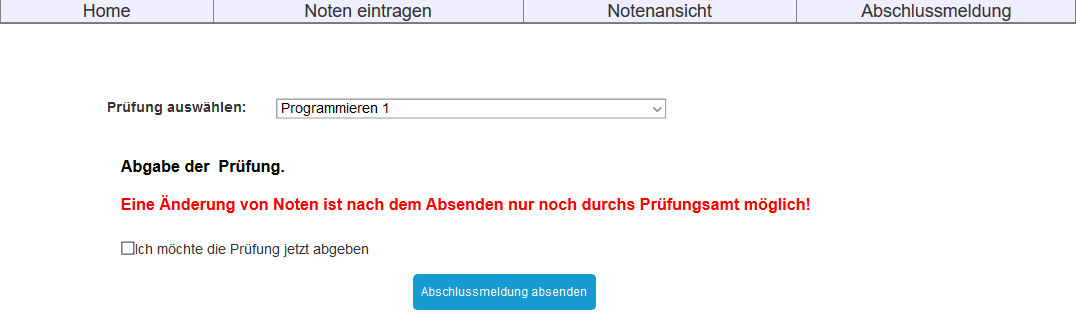 Home Noten eintragen Notenansicht Abschlussmeldung
Prüfung auswählen: Programmieren 1
Abgabe der  Prüfung.
Eine Änderung von Noten ist nach dem Absenden nur noch durchs Prüfungsamt möglich!
Ich möchte die Prüfung jetzt abgeben
Abschlussmeldung absenden